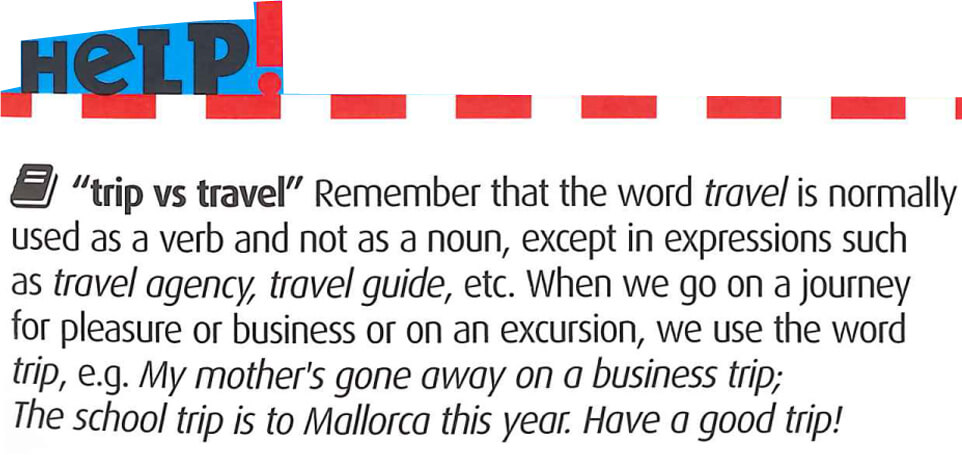 HeLP!
"trip vs travel" Remember that the word travel is normally
used as a verb and not as a noun, except in expressions such
as travel agency, travel guide, etc. When we go on a journey
for pleasure or business or on an excursion, we use the word
trip, e.g. My mother's gone away on a business trip;
The school trip is to Mallorca this year. Have a good trip!